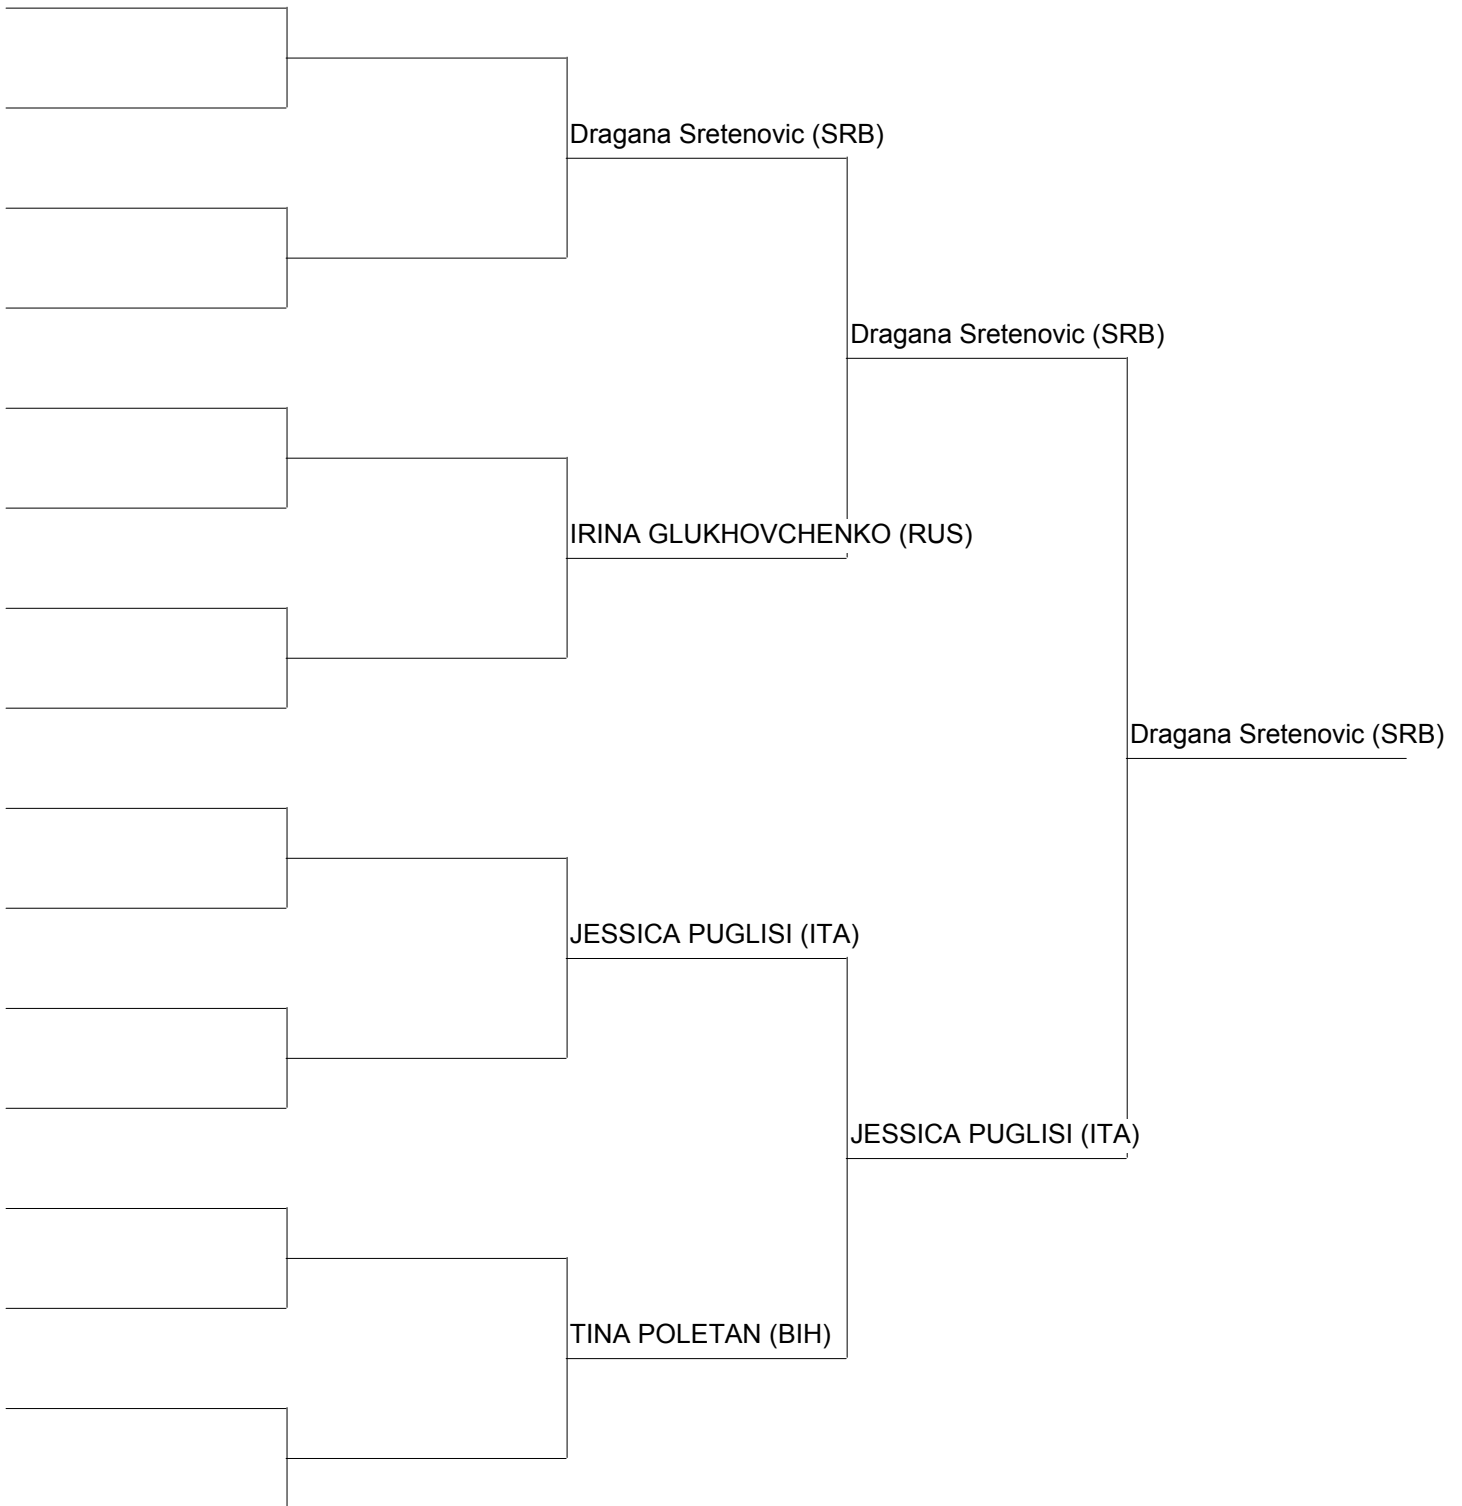 Dragana Sretenovic (SRB)
Dragana Sretenovic (SRB)
IRINA GLUKHOVCHENKO (RUS)
Dragana Sretenovic (SRB)
JESSICA PUGLISI (ITA)
JESSICA PUGLISI (ITA)
TINA POLETAN (BIH)